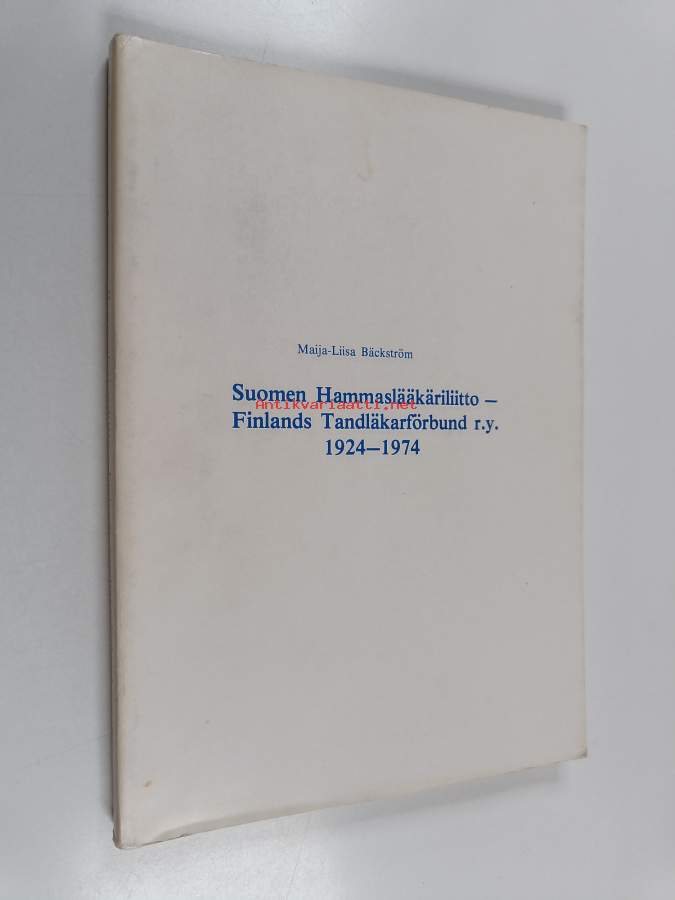 Maija-Liisa Bäckström
Suomen Hammaslääkäriliitto –
Antikvariaatti.net
Finlands Tandläkarförbund r.y.
1924–1974